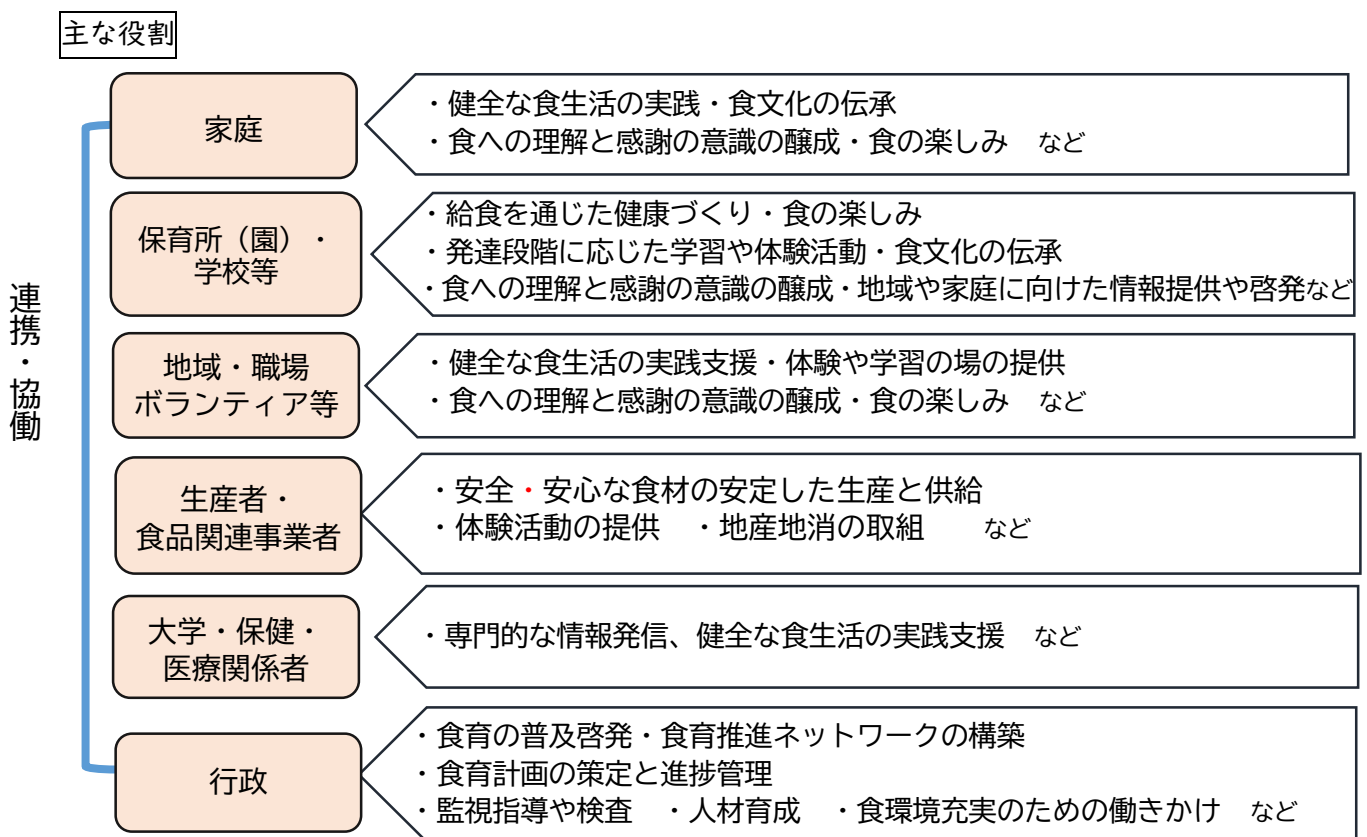 主な役割
連携・協働
家庭
・健全な食生活の実践・食文化の伝承
・食への理解と感謝の意識の醸成・食の楽しみ　など
保育所（園）・
学校等
・給食を通じた健康づくり・食の楽しみ
・発達段階に応じた学習や体験活動・食文化の伝承
・食への理解と感謝の意識の醸成・地域や家庭に向けた情報提供や啓発など
地域・職場
ボランティア等
・健全な食生活の実践支援・体験や学習の場の提供
・食への理解と感謝の意識の醸成・食の楽しみ　など
生産者・
食品関連事業者
・安全・安心な食材の安定した生産と供給
・体験活動の提供　・地産地消の取組　　など
大学・保健・
医療関係者
・専門的な情報発信、健全な食生活の実践支援　など
行政
・食育の普及啓発・食育推進ネットワークの構築
・食育計画の策定と進捗管理
・監視指導や検査　・人材育成　・食環境充実のための働きかけ　など